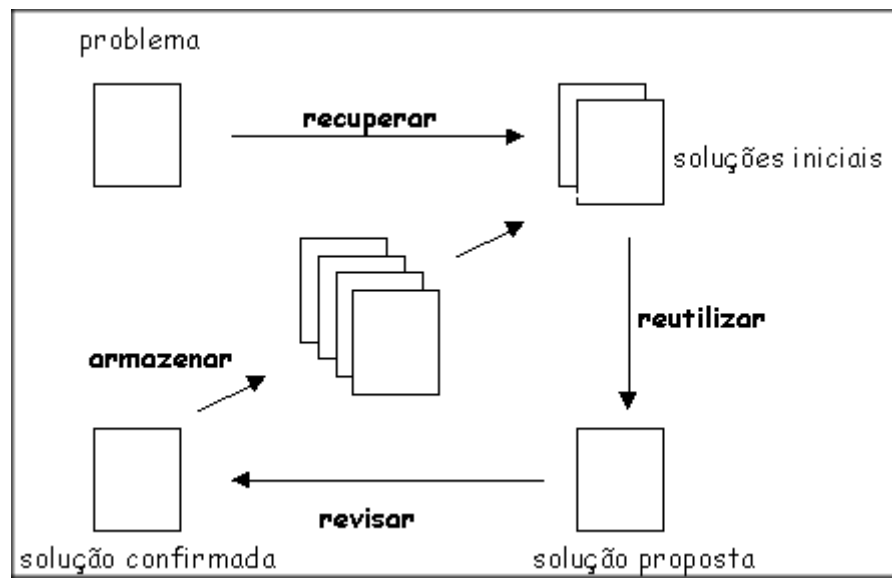 problema
recuperar
soluções iniciais
reutilizar
armazenar
revisar
solução confirmada
solução proposta